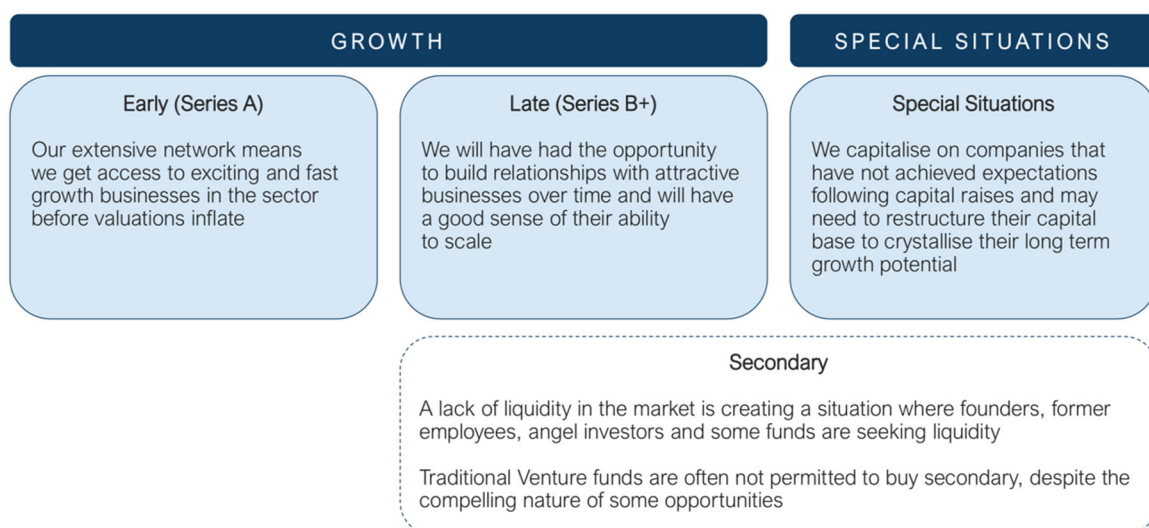 GROWTH
SPECIAL SITUATIONS
Early (Series A)
Our extensive network means
we get access to exciting and fast
growth businesses in the sector
before valuations inflate
Late (Series B+)
We will have had the opportunity
to build relationships with attractive
businesses over time and will have
a good sense of their ability
to scale
Special Situations
We capitalise on companies that
have not achieved expectations
following capital raises and may
need to restructure their capital
base to crystallise their long term
growth potential
Secondary
A lack of liquidity in the market is creating a situation where founders, former
employees, angel investors and some funds are seeking liquidity
Traditional Venture funds are often not permitted to buy secondary, despite the
compelling nature of some opportunities